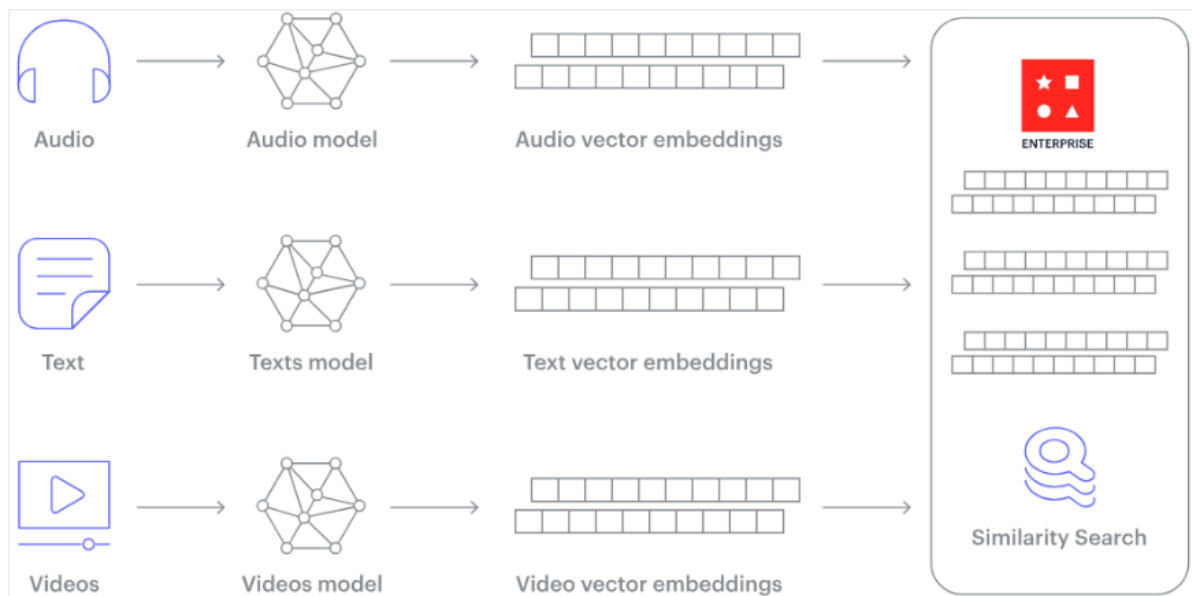 Audio
Audio model
Audio vector embeddings
ENTERPRISE
Text
Texts model
Text vector embeddings
Videos
Videos model
Video vector embeddings
Similarity Search